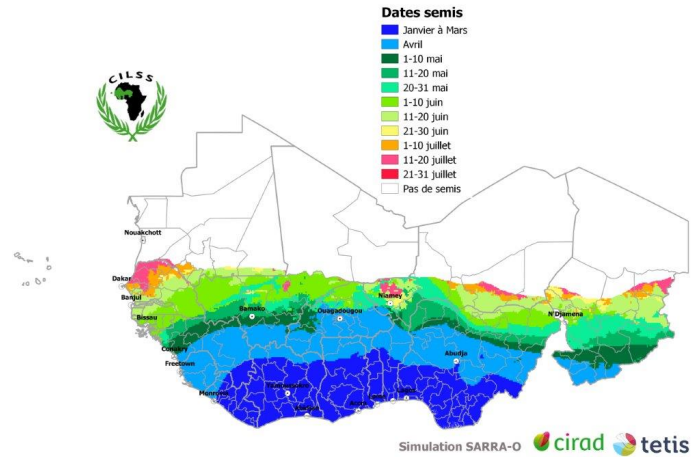 Dates semis
Janvier à Mars
Avril
1-10 mai
11-20 mai
20-31 mai
1-10 juin
11-20 juin
21-30 juin
1-10 juillet
11-20 juillet
21-31 juillet
Pas de semis
CILSS
Nouakchott
Dakar
Banjul
Bissau
Bamako
Niamey
Ouagadougou
N'Djamena
Conakry
Freetown
Abudja
Monrovia
Simulation SARRA-O
cirad
tetis